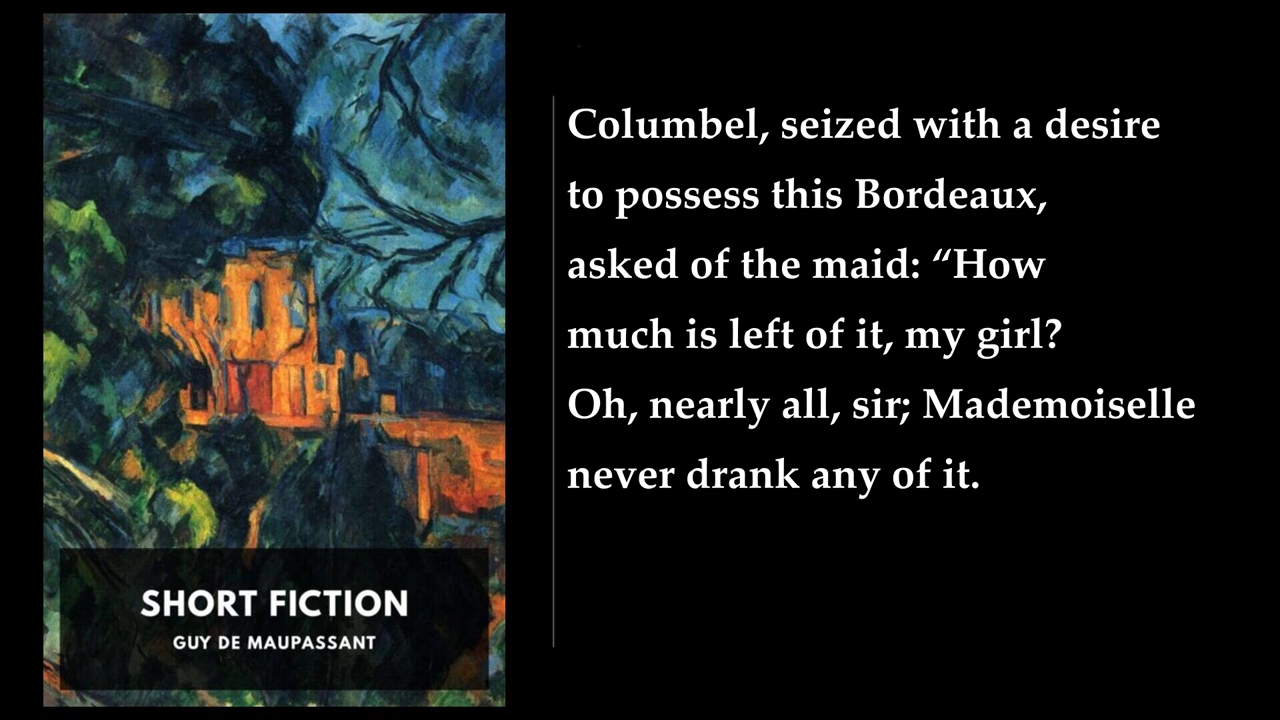 Columbel, seized with a desire
to possess this Bordeaux,
asked of the maid: “How
much is left of it, my girl?
Oh, nearly all, sir; Mademoiselle
never drank any of it.
SHORT FICTION
GUY DE MAUPASSANT